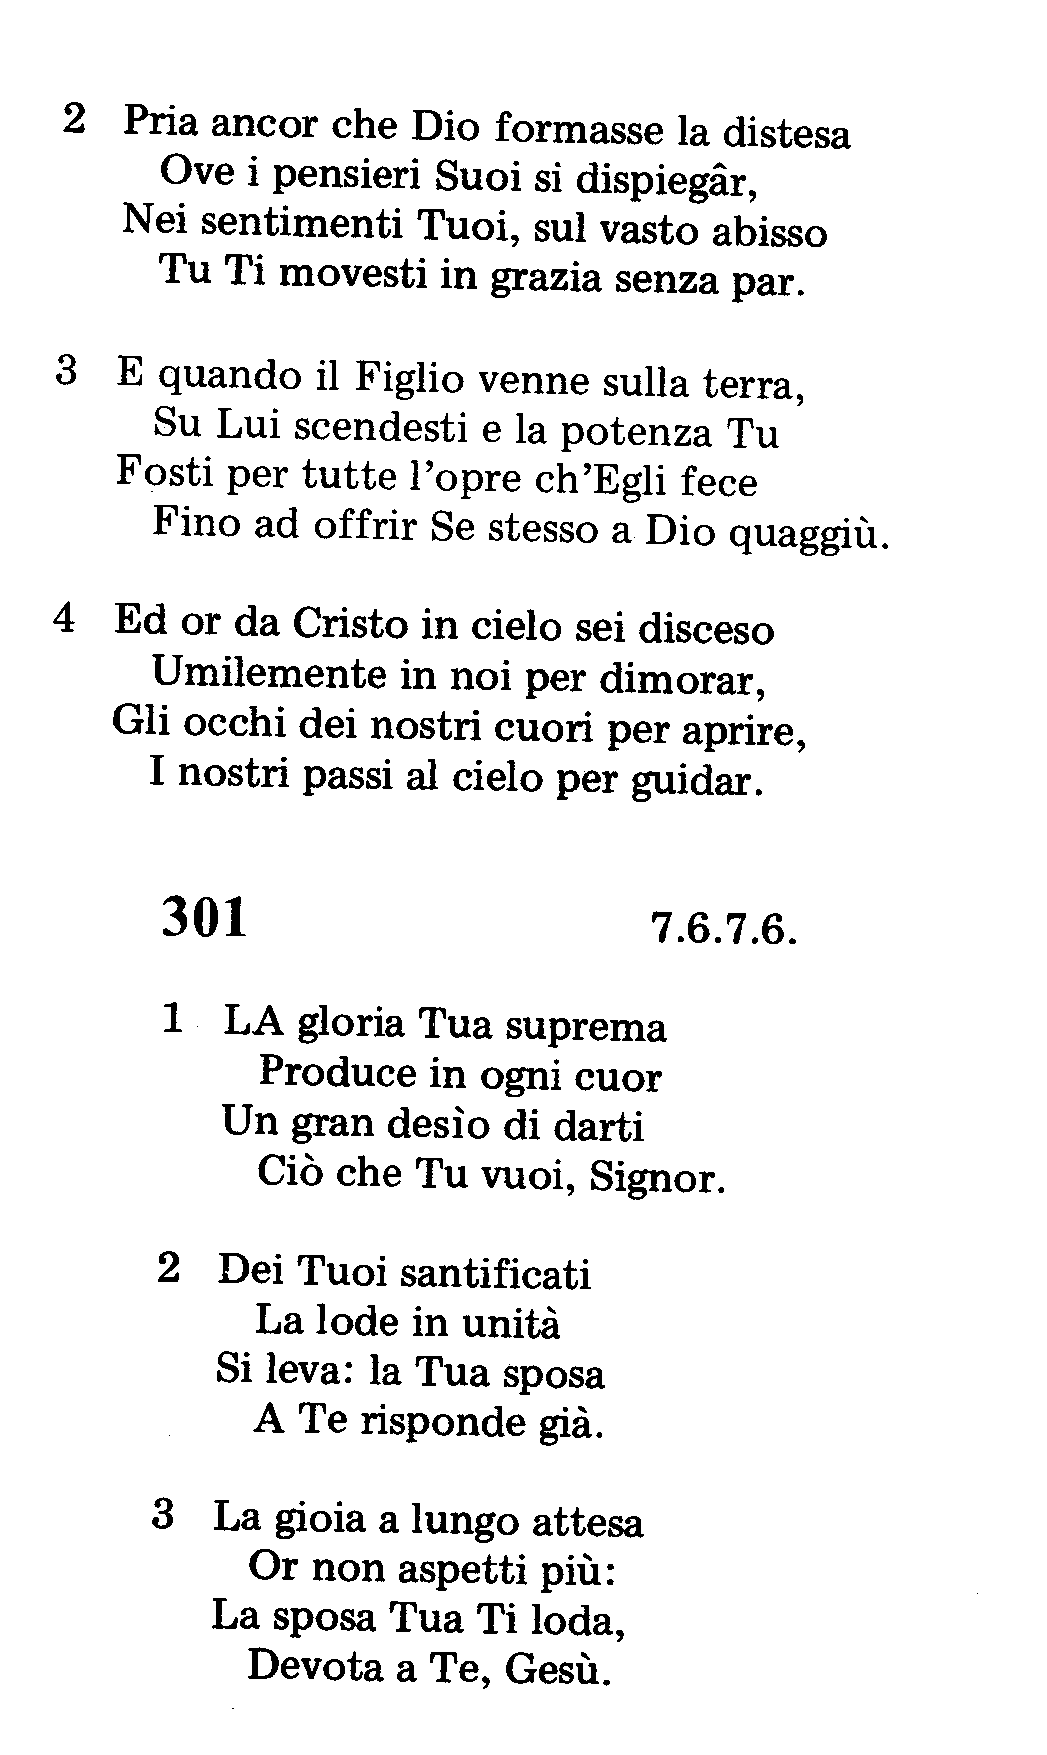 2 Pria ancor che Dio formasse la distesa
Ove i pensieri Suoi si dispiegâr,
Nei sentimenti Tuoi, sul vasto abisso
Tu Ti movesti in grazia senza par.
3 E quando il Figlio venne sulla terra,
Su Lui scendesti e la potenza Tu
Fosti per tutte l'opre ch'Egli fece
Fino ad offrir Se stesso a Dio quaggiù.
4 Ed or da Cristo in cielo sei disceso
Umilemente in noi per dimorar,
Gli occhi dei nostri cuori per aprire,
I nostri passi al cielo per guidar.
301 7.6.7.6.
1 LA gloria Tua suprema
Produce in ogni cuor
Un gran desìo di darti
Ciò che Tu vuoi, Signor.
2 Dei Tuoi santificati
La lode in unità
Si leva: la Tua sposa
A Te risponde già.
3 La gioia a lungo attesa
Or non aspetti più:
La sposa Tua Ti loda,
Devota a Te, Gesù.